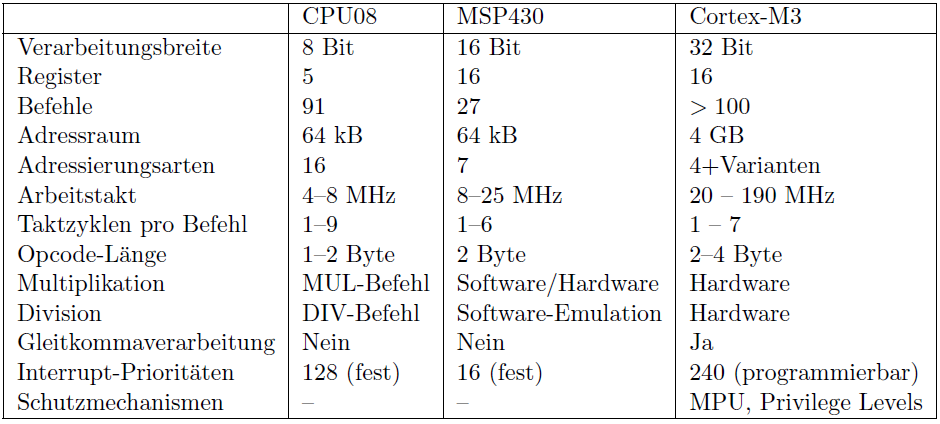 CPU08 MSP430 Cortex-M3
Verarbeitungsbreite 8 Bit 16 Bit 32 Bit
Register 5 16 16
Befehle 91 27 > 100
Adressraum 64 kB 64 kB 4 GB
Adressierungsarten 16 7 4+Varianten
Arbeitstakt 4–8 MHz 8–25 MHz 20 – 190 MHz
Taktzyklen pro Befehl 1–9 1–6 1 – 7
Opcode-Länge 1–2 Byte 2 Byte 2–4 Byte
Multiplikation MUL-Befehl Software/Hardware Hardware
Division DIV-Befehl Software-Emulation Hardware
Gleitkommaverarbeitung Nein Nein Ja
Interrupt-Prioritäten 128 (fest) 16 (fest) 240 (programmierbar)
Schutzmechanismen – – MPU, Privilege Levels